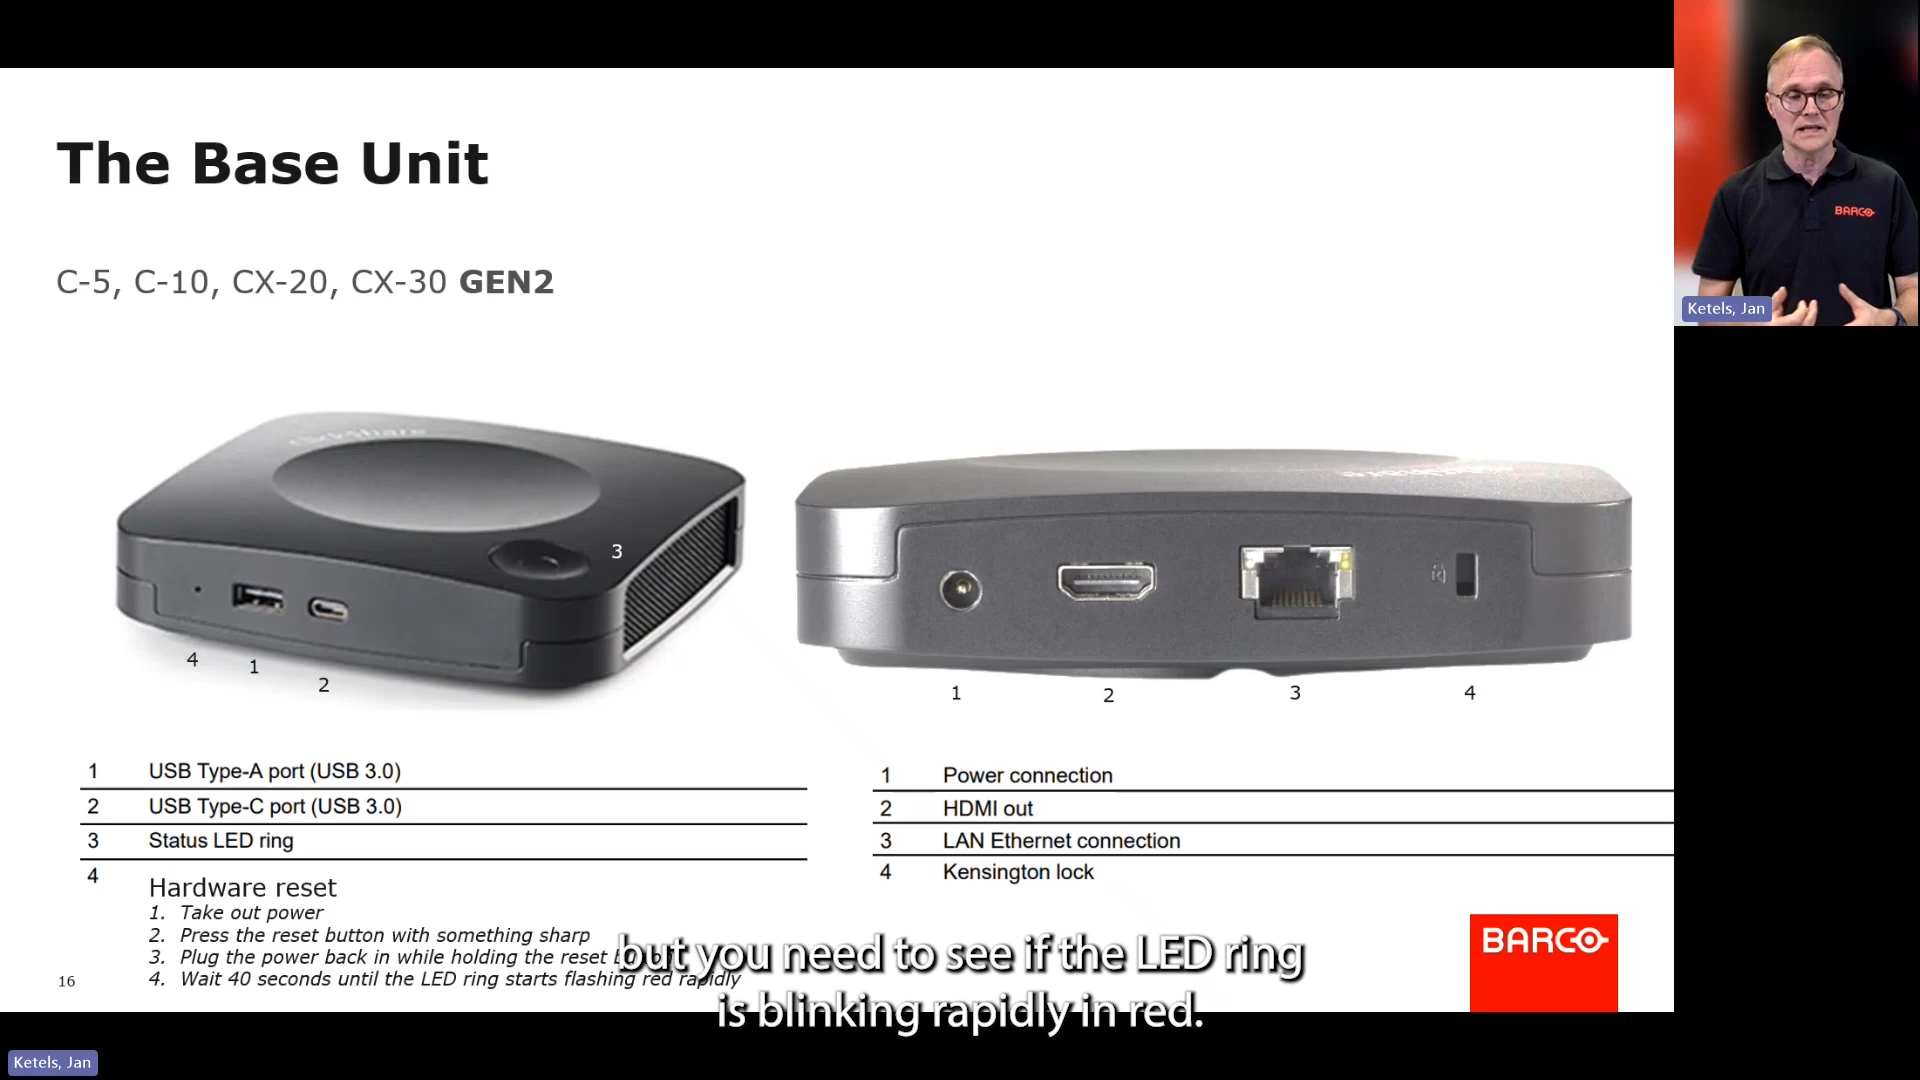 The Base Unit
C-5, C-10, CX-20, CX-30 GEN2
BARCO
Ketels, Jan
clickshare
3
4
1
2
1
2
3
4
1 USB Type-A port (USB 3.0)
2 USB Type-C port (USB 3.0)
3 Status LED ring
4
Hardware reset
1. Take out power
2. Press the reset button with something sharp
3. Plug the power back in while holding the reset
4. Wait 40 seconds until the LED ring starts flashing red rapidly
1 Power connection
2 HDMI out
3 LAN Ethernet connection
4 Kensington lock
but you need to see if the LED ring
is blinking rapidly in red.
BARCO
16
Ketels, Jan